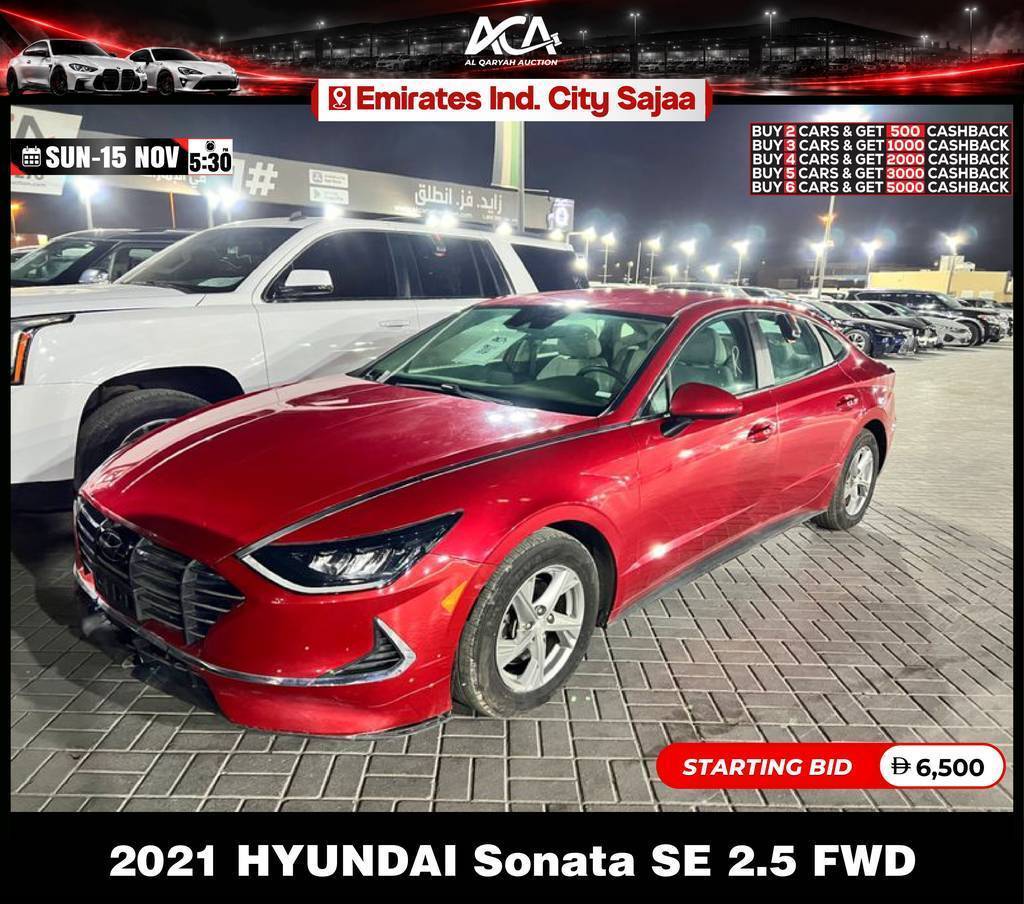 ACA
AL QARYAH AUCTION
Emirates Ind. City Sajaa
SUN-15 NOV 5:30 PM
BUY 2 CARS & GET 500 CASHBACK
BUY 3 CARS & GET 1000 CASHBACK
BUY 4 CARS & GET 2000 CASHBACK
BUY 5 CARS & GET 3000 CASHBACK
BUY 6 CARS & GET 5000 CASHBACK
#
زايد. فز. انطلق
STARTING BID 6,500
2021 HYUNDAI Sonata SE 2.5 FWD